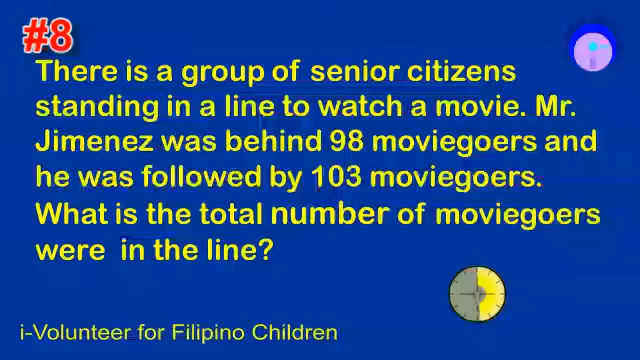 #8
There is a group of senior citizens
standing in a line to watch a movie. Mr.
Jimenez was behind 98 moviegoers and
he was followed by 103 moviegoers.
What is the total number of moviegoers
were in the line?
i-Volunteer for Filipino Children